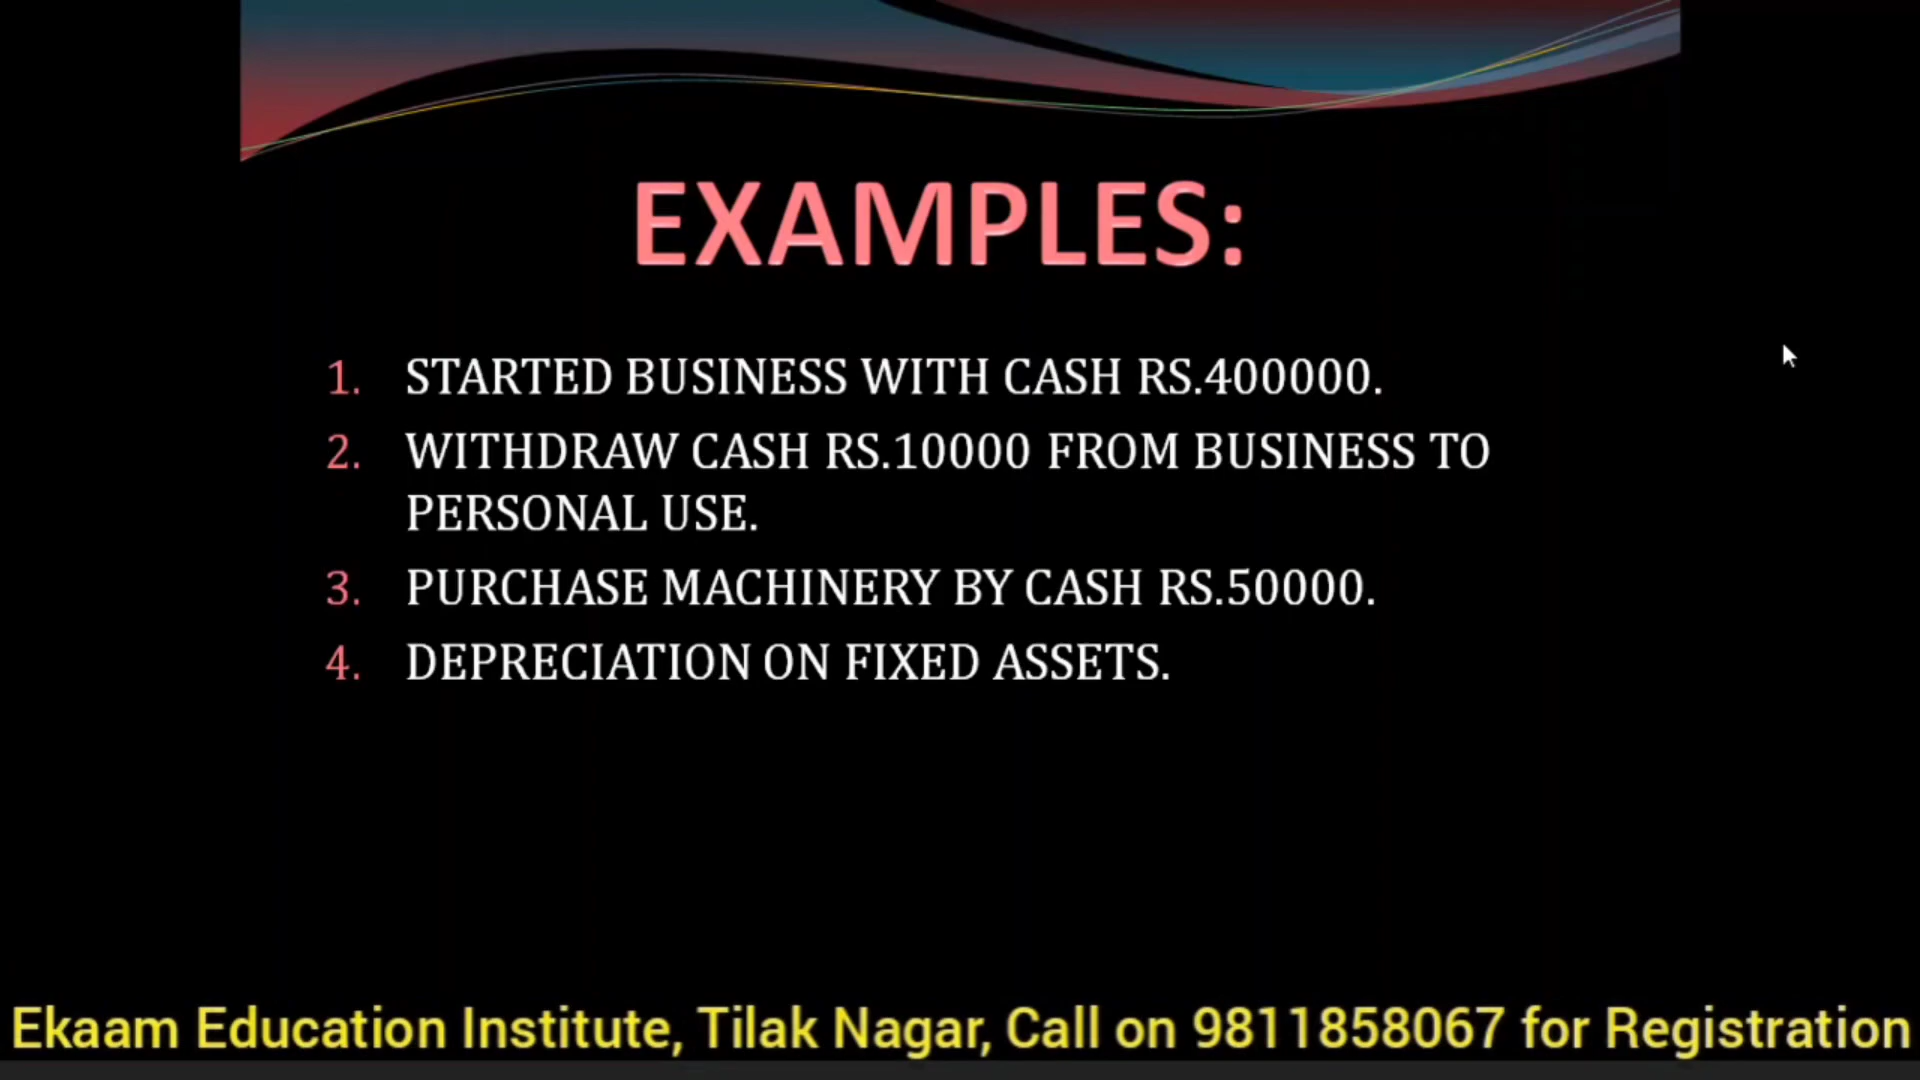 EXAMPLES:
1. STARTED BUSINESS WITH CASH RS.400000.
2. WITHDRAW CASH RS.10000 FROM BUSINESS TO
PERSONAL USE.
3. PURCHASE MACHINERY BY CASH RS.50000.
4. DEPRECIATION ON FIXED ASSETS.
Ekaam Education Institute, Tilak Nagar, Call on 9811858067 for Registration